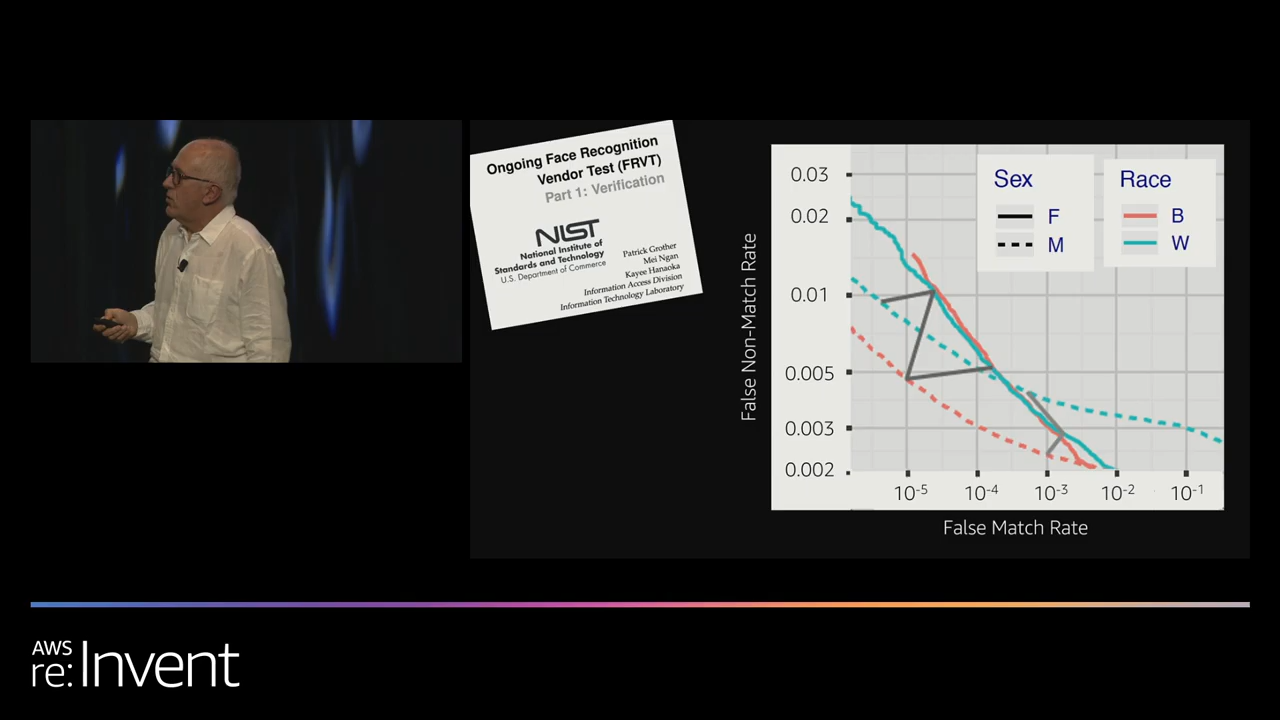 Ongoing Face Recognition
Vendor Test (FRVT)
Part 1: Verification
NIST
National Institute of
Standards and Technology
U.S. Department of Commerce
Patrick Grother
Mei Ngan
Kayee Hanaoka
Information Access Division
Information Technology Laboratory
False Non-Match Rate
0.03
0.02
0.01
0.005
0.003
0.002
Sex
F
M
Race
B
W
10-5
10-4
10-3
10-2
10-1
False Match Rate
AWS
re:Invent